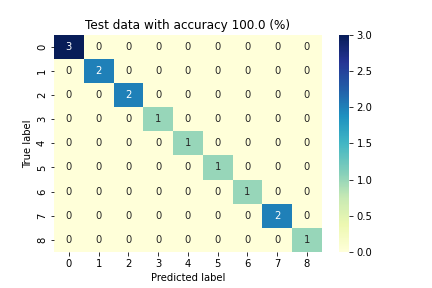 Test data with accuracy 100.0 (%)
0 3 0 0 0 0 0 0 0 0
1 0 2 0 0 0 0 0 0 0
2 0 0 2 0 0 0 0 0 0
3 0 0 0 1 0 0 0 0 0
4 0 0 0 0 1 0 0 0 0
5 0 0 0 0 0 1 0 0 0
6 0 0 0 0 0 0 1 0 0
7 0 0 0 0 0 0 0 2 0
8 0 0 0 0 0 0 0 0 1
0 1 2 3 4 5 6 7 8
True label
Predicted label
3.0
2.5
2.0
1.5
1.0
0.5
0.0